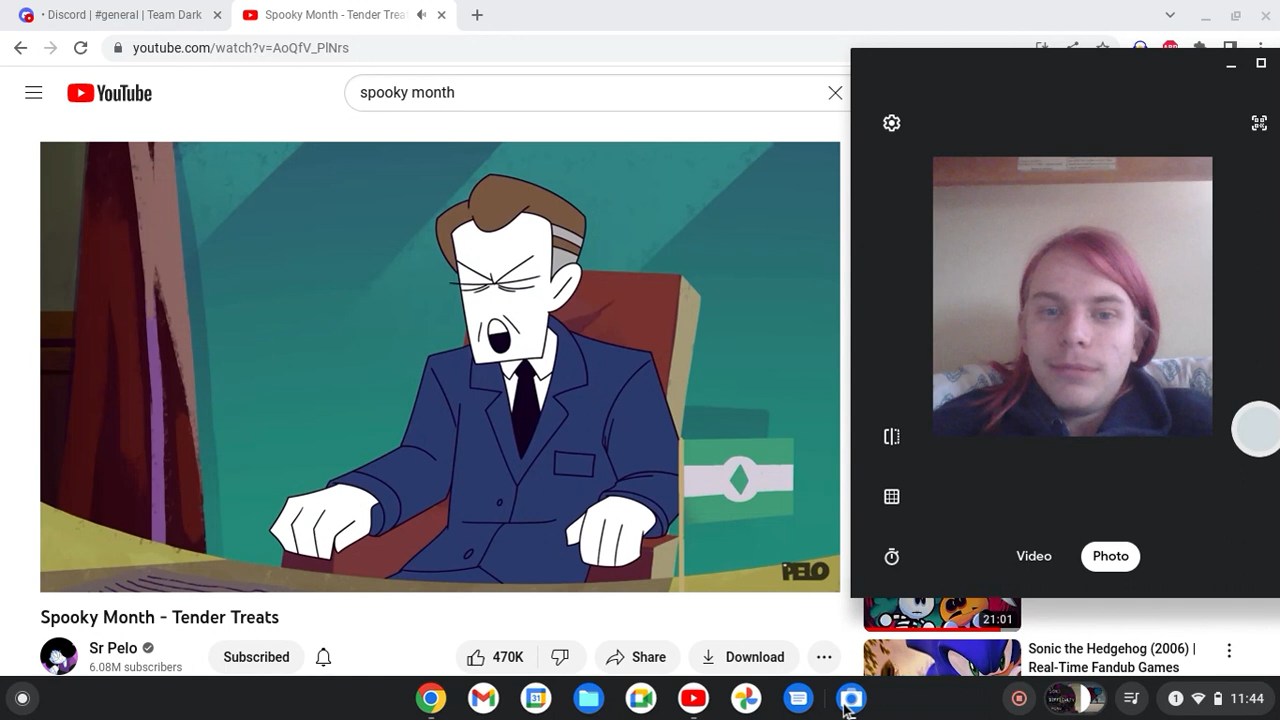 • Discord | #general | Team Dark
Spooky Month - Tender Trea
youtube.com/watch?v=AoQfV_PlNrs
YouTube
spooky month
PELO
Video
Photo
Spooky Month - Tender Treats
Sr Pelo
6.08M subscribers
Subscribed
470K
Share
Download
21:01
Sonic the Hedgehog (2006) |
Real-Time Fandub Games
31
1
11:44